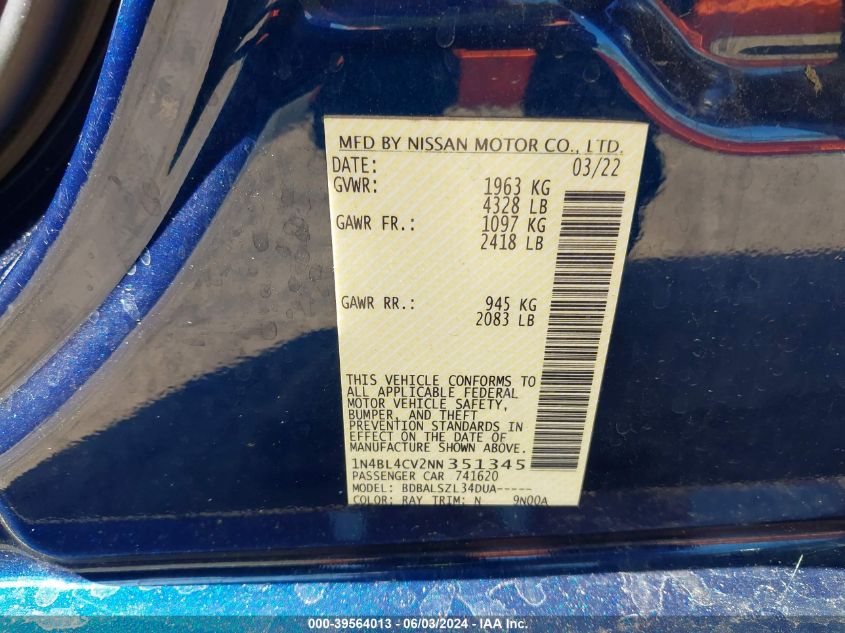 MFD BY NISSAN MOTOR CO., LTD.
DATE: 03/22
GVWR: 1963 KG
4328 LB
GAWR FR.: 1097 KG
2418 LB
GAWR RR.: 945 KG
2083 LB
THIS VEHICLE CONFORMS TO
ALL APPLICABLE FEDERAL
MOTOR VEHICLE SAFETY,
BUMPER, AND THEFT
PREVENTION STANDARDS IN
EFFECT ON THE DATE OF
MANUFACTURE SHOWN ABOVE.
1N4BL4CV2NN351345
PASSENGER CAR 741620
MODEL: BDBALSZL34DUA-----
COLOR: RAY TRIM: N 9N00A
000-39564013 - 06/03/2024 - IAA Inc.